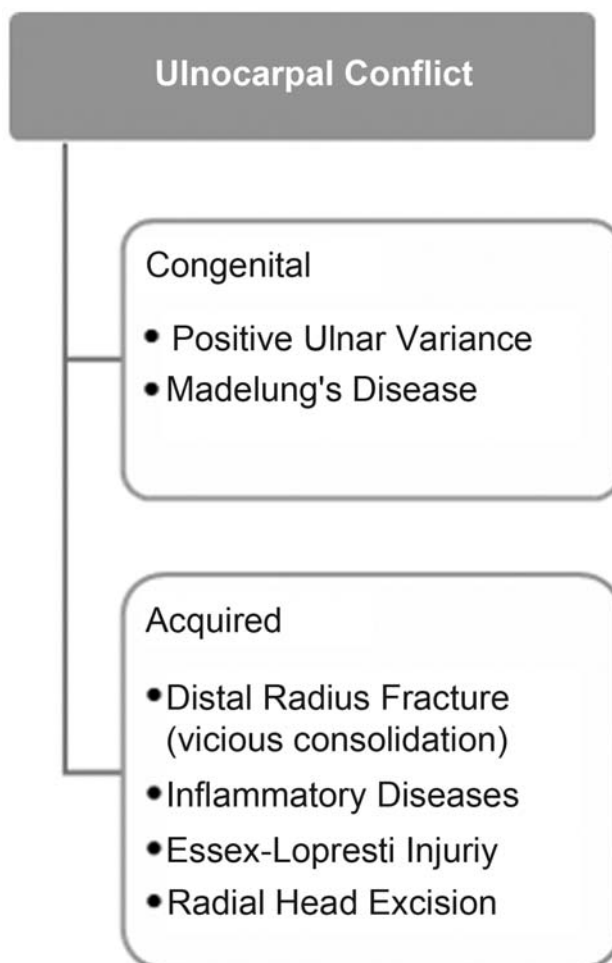 Ulnocarpal Conflict
Congenital
• Positive Ulnar Variance
• Madelung's Disease
Acquired
• Distal Radius Fracture
(vicious consolidation)
• Inflammatory Diseases
• Essex-Lopresti Injuriy
• Radial Head Excision